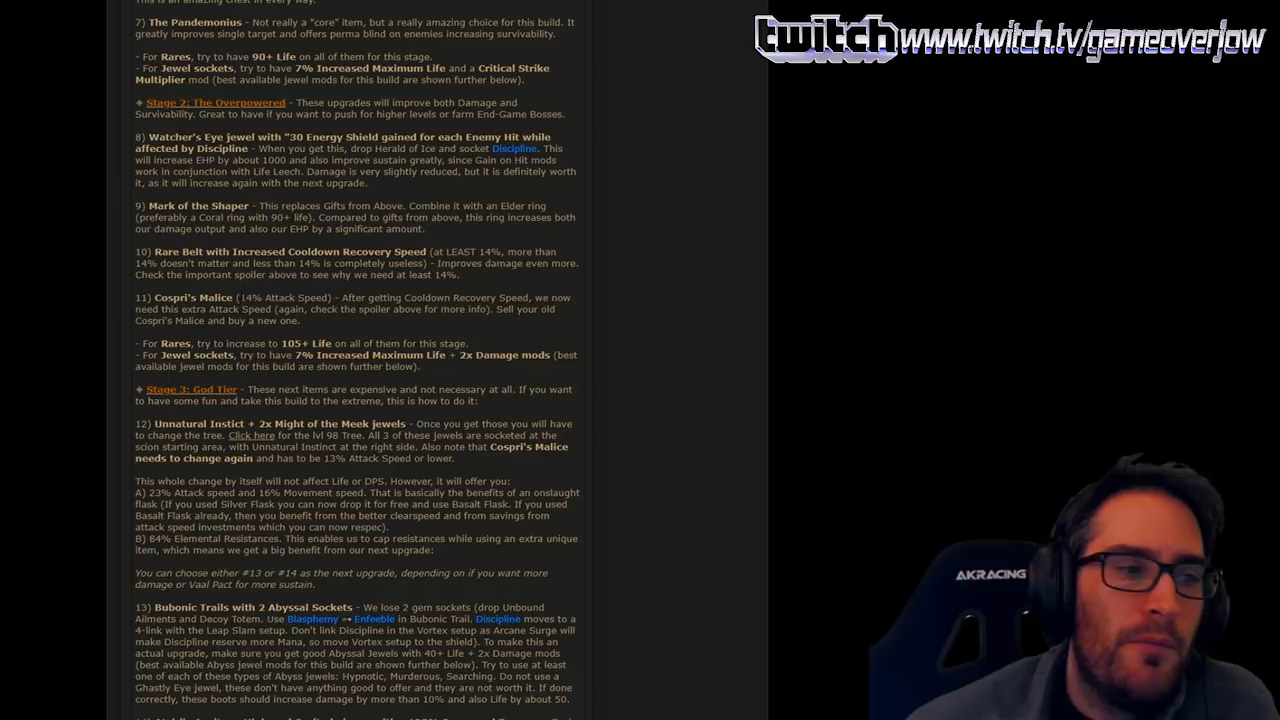 This is an amazing chest in every way.
7) The Pandemonius - Not really a "core" item, but a really amazing choice for this build. It
greatly improves single target and offers perma blind on enemies increasing survivability.
- For Rares, try to have 90+ Life on all of them for this stage.
- For Jewel sockets, try to have 7% Increased Maximum Life and a Critical Strike
Multiplier mod (best available jewel mods for this build are shown further below).
◈ Stage 2: The Overpowered - These upgrades will improve both Damage and
Survivability. Great to have if you want to push for higher levels or farm End-Game Bosses.
8) Watcher's Eye jewel with "30 Energy Shield gained for each Enemy Hit while
affected by Discipline - When you get this, drop Herald of Ice and socket Discipline. This
will increase EHP by about 1000 and also improve sustain greatly, since Gain on Hit mods
work in conjunction with Life Leech. Damage is very slightly reduced, but it is definitely worth
it, as it will increase again with the next upgrade.
9) Mark of the Shaper - This replaces Gifts from Above. Combine it with an Elder ring
(preferably a Coral ring with 90+ life). Compared to gifts from above, this ring increases both
our damage output and also our EHP by a significant amount.
10) Rare Belt with Increased Cooldown Recovery Speed (at LEAST 14%, more than
14% doesn't matter and less than 14% is completely useless) - Improves damage even more.
Check the important spoiler above to see why we need at least 14%.
11) Cospri's Malice (14% Attack Speed) - After getting Cooldown Recovery Speed, we now
need this extra Attack Speed (again, check the spoiler above for more info). Sell your old
Cospri's Malice and buy a new one.
- For Rares, try to increase to 105+ Life on all of them for this stage.
- For Jewel sockets, try to have 7% Increased Maximum Life + 2x Damage mods (best
available jewel mods for this build are shown further below).
◈ Stage 3: God Tier - These next items are expensive and not necessary at all. If you want
to have some fun and take this build to the extreme, this is how to do it:
12) Unnatural Instict + 2x Might of the Meek jewels - Once you get those you will have
to change the tree. Click here for the lvl 98 Tree. All 3 of these jewels are socketed at the
scion starting area, with Unnatural Instinct at the right side. Also note that Cospri's Malice
needs to change again and has to be 13% Attack Speed or lower.
This whole change by itself will not affect Life or DPS. However, it will offer you:
A) 23% Attack speed and 16% Movement speed. That is basically the benefits of an onslaught
flask (If you used Silver Flask you can now drop it for free and use Basalt Flask. If you used
Basalt Flask already, then you benefit from the better clearspeed and from savings from
attack speed investments which you can now respec).
B) 84% Elemental Resistances. This enables us to cap resistances while using an extra unique
item, which means we get a big benefit from our next upgrade:
You can choose either #13 or #14 as the next upgrade, depending on if you want more
damage or Vaal Pact for more sustain.
13) Bubonic Trails with 2 Abyssal Sockets - We lose 2 gem sockets (drop Unbound
Ailments and Decoy Totem. Use Blasphemy ⊶ Enfeeble in Bubonic Trail. Discipline moves to a
4-link with the Leap Slam setup. Don't link Discipline in the Vortex setup as Arcane Surge will
make Discipline reserve more Mana, so move Vortex setup to the shield). To make this an
actual upgrade, make sure you get good Abyssal Jewels with 40+ Life + 2x Damage mods
(best available Abyss jewel mods for this build are shown further below). Try to use at least
one of each of these types of Abyss jewels: Hypnotic, Murderous, Searching. Do not use a
Ghastly Eye jewel, these don't have anything good to offer and they are not worth it. If done
correctly, these boots should increase damage by more than 10% and also Life by about 50.
twitch www.twitch.tv/gameoverjow
AKRACING